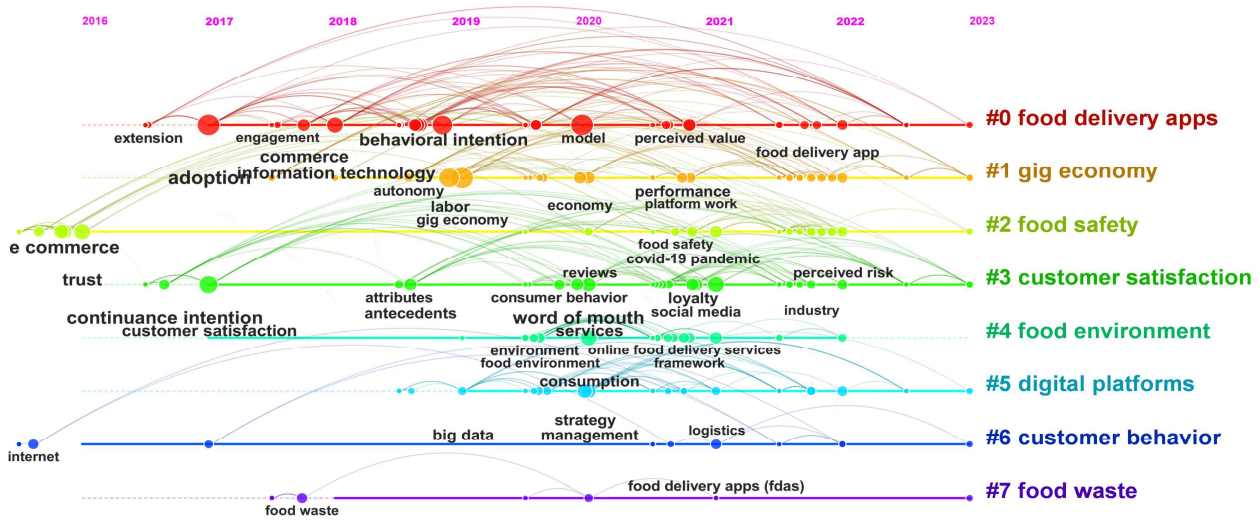 2016 2017 2018 2019 2020 2021 2022 2023
#0 food delivery apps
extension engagement behavioral intention model perceived value
commerce food delivery app
adoption information technology #1 gig economy
autonomy performance
labor economy platform work
gig economy
#2 food safety
e commerce food safety
covid-19 pandemic
trust reviews perceived risk #3 customer satisfaction
attributes consumer behavior loyalty
antecedents social media industry
continuance intention word of mouth
customer satisfaction services #4 food environment
environment online food delivery services
food environment framework
consumption #5 digital platforms
strategy
big data management logistics #6 customer behavior
internet
food delivery apps (fdas) #7 food waste
food waste